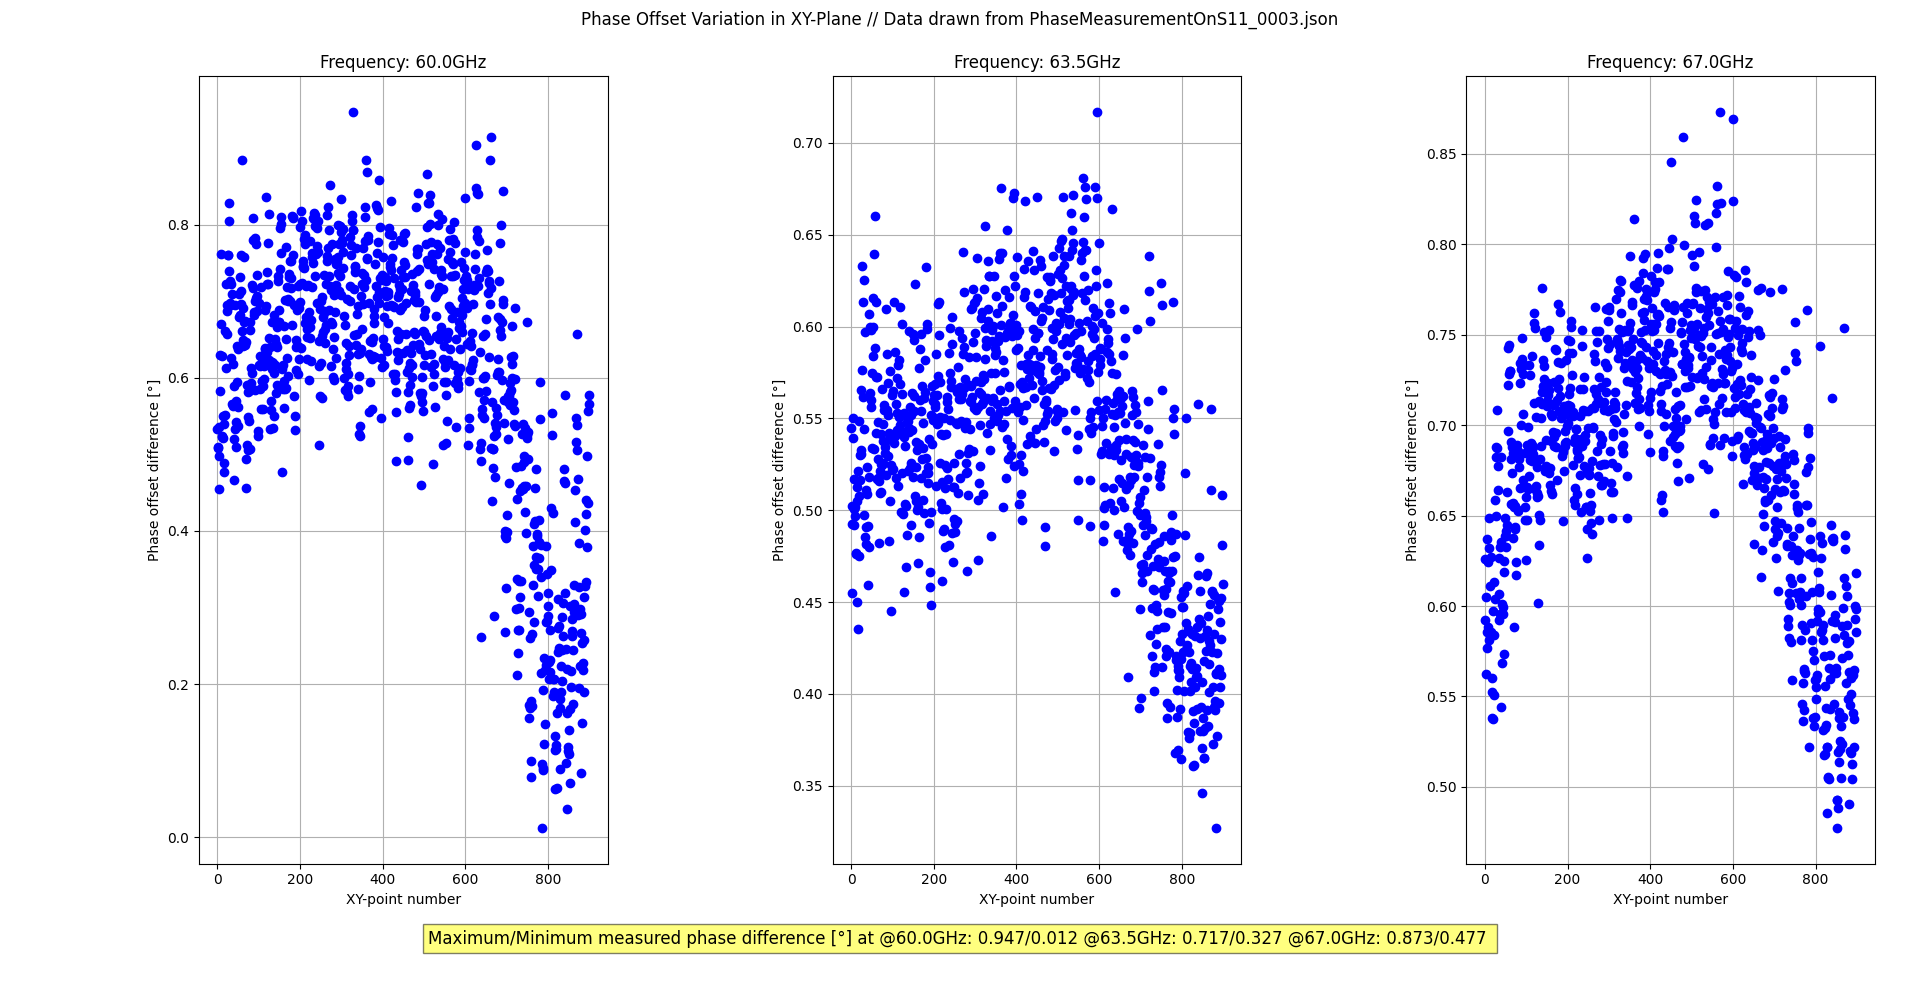 Phase Offset Variation in XY-Plane // Data drawn from PhaseMeasurementOnS11_0003.json
Frequency: 60.0GHz
Phase offset difference [°]
0.8
0.6
0.4
0.2
0.0
0 200 400 600 800
XY-point number
Frequency: 63.5GHz
Phase offset difference [°]
0.70
0.65
0.60
0.55
0.50
0.45
0.40
0.35
0 200 400 600 800
XY-point number
Frequency: 67.0GHz
Phase offset difference [°]
0.85
0.80
0.75
0.70
0.65
0.60
0.55
0.50
0 200 400 600 800
XY-point number
Maximum/Minimum measured phase difference [°] at @60.0GHz: 0.947/0.012 @63.5GHz: 0.717/0.327 @67.0GHz: 0.873/0.477